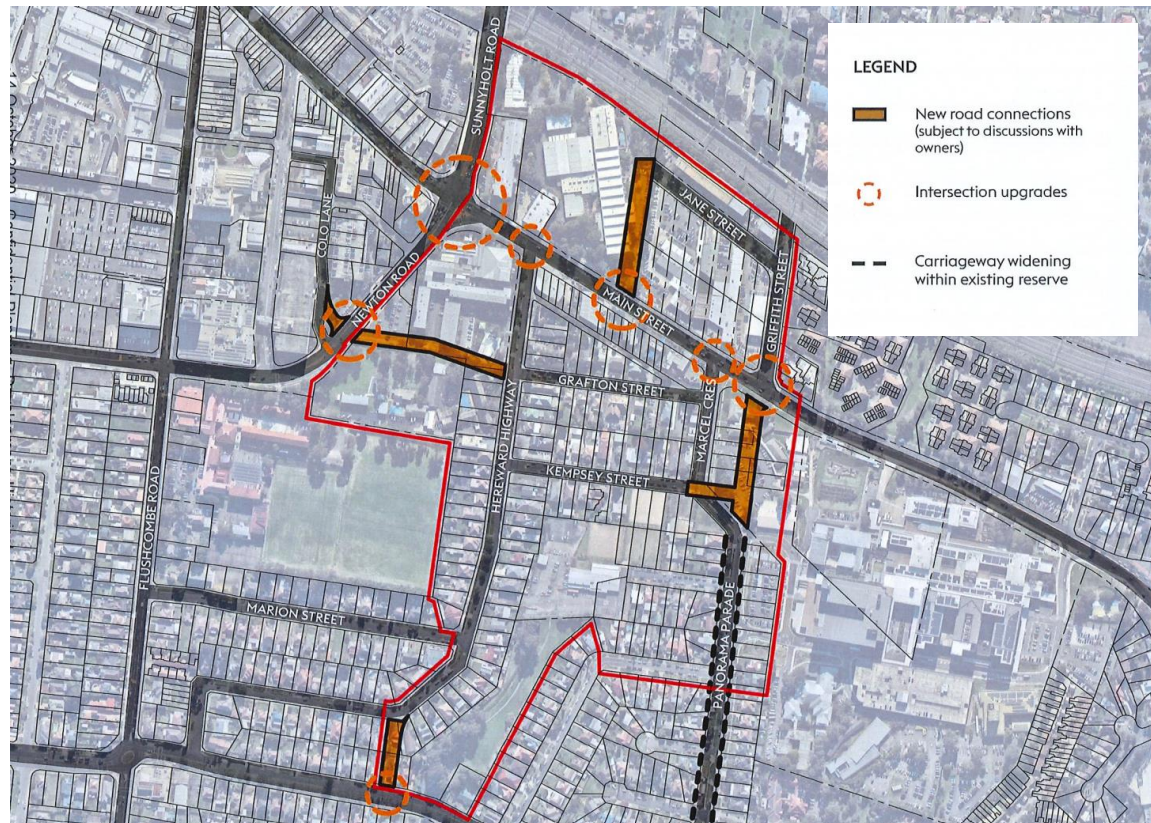 SUNNYHOLT ROAD
LEGEND
New road connections
(subject to discussions with
owners)
Intersection upgrades
Carriageway widening
within existing reserve
COLO LANE
JANE STREET
NEWTON ROAD
MAIN STREET
GRIFFITH STREET
GRAFTON STREET
MARCEL CRES
HEREWARD HIGHWAY
KEMPSEY STREET
FLUSHCOMBE ROAD
MARION STREET
PANORAMA PARADE